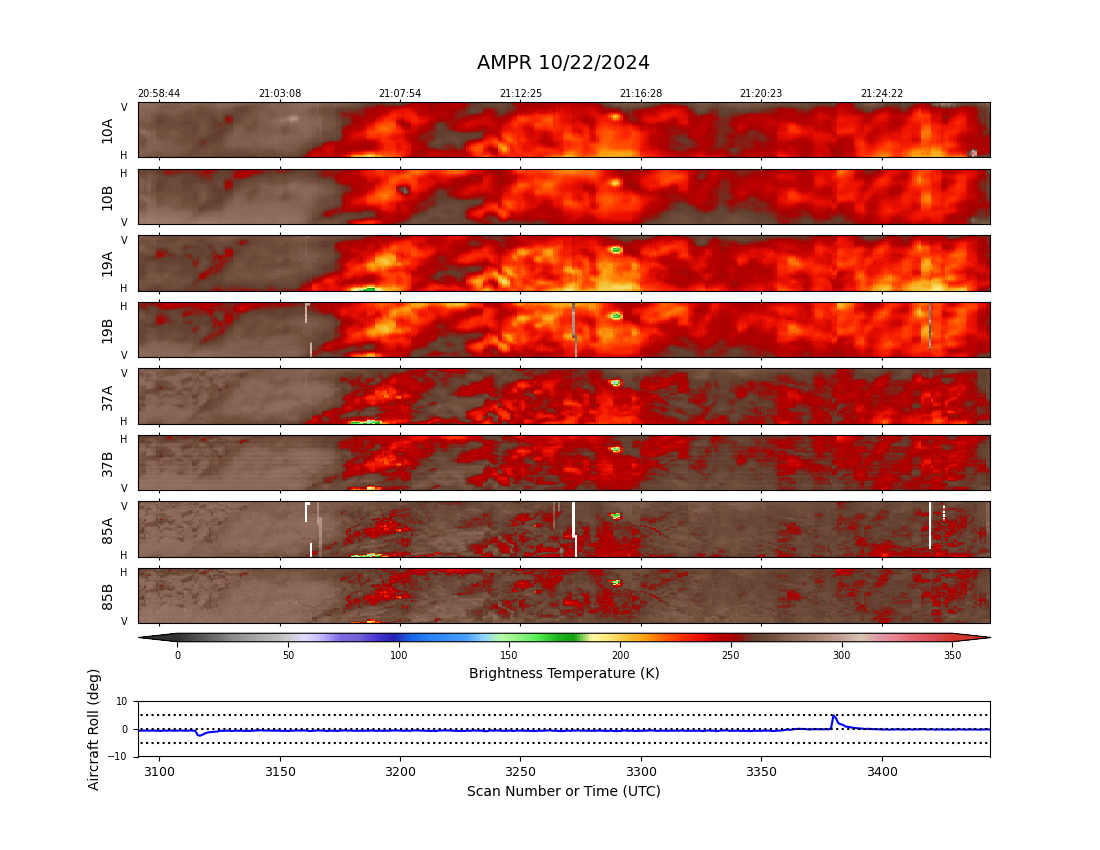 AMPR 10/22/2024
20:58:44 21:03:08 21:07:54 21:12:25 21:16:28 21:20:23 21:24:22
V
10A
H
H
10B
V
V
19A
H
H
19B
V
V
37A
H
H
37B
V
V
85A
H
H
85B
V
0 50 100 150 200 250 300 350
Brightness Temperature (K)
Aircraft Roll (deg)
10
0
−10
3100 3150 3200 3250 3300 3350 3400
Scan Number or Time (UTC)